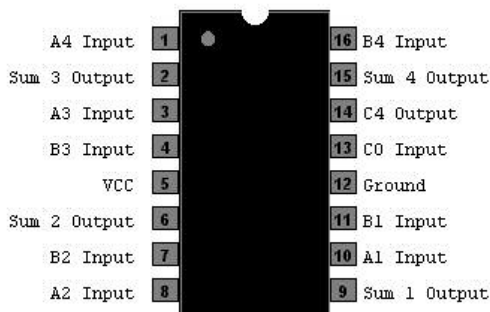 A4 Input 1 16 B4 Input
Sum 3 Output 2 15 Sum 4 Output
A3 Input 3 14 C4 Output
B3 Input 4 13 C0 Input
VCC 5 12 Ground
Sum 2 Output 6 11 B1 Input
B2 Input 7 10 A1 Input
A2 Input 8 9 Sum 1 Output